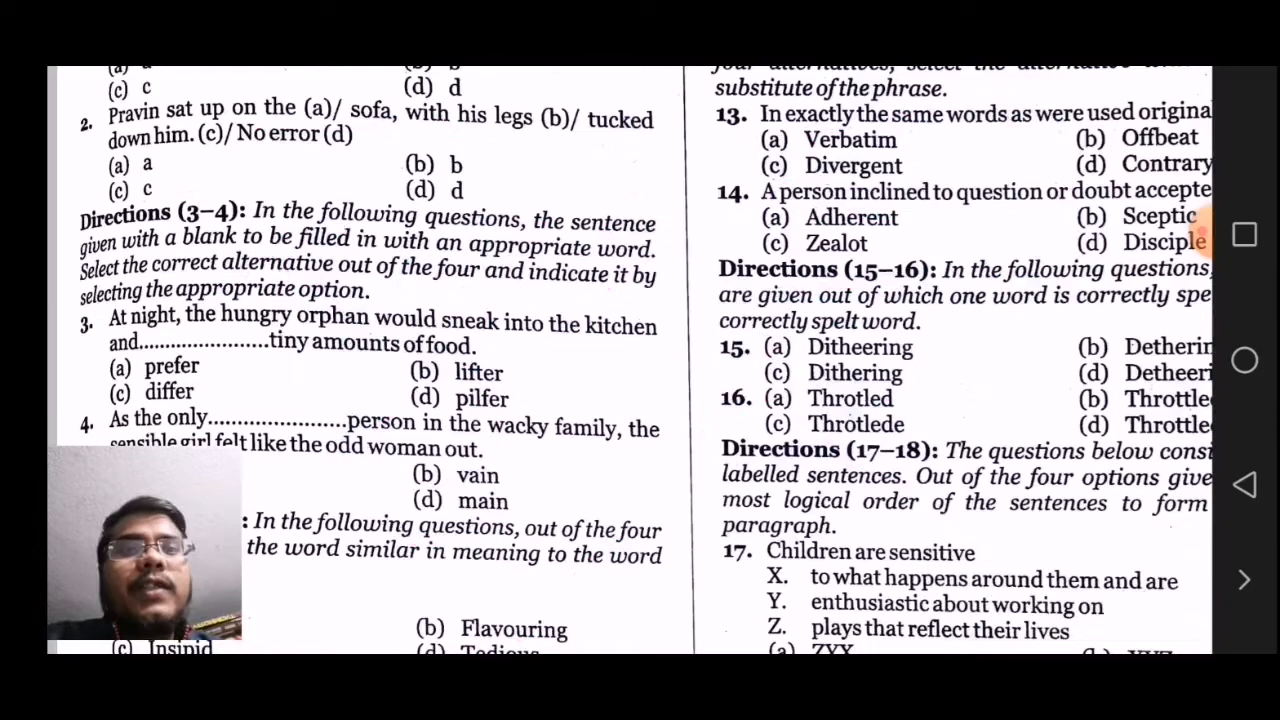 (c) c
(d) d
2. Pravin sat up on the (a)/ sofa, with his legs (b)/ tucked
down him. (c)/ No error (d)
(a) a
(b) b
(c) c
(d) d
Directions (3–4): In the following questions, the sentence
given with a blank to be filled in with an appropriate word.
Select the correct alternative out of the four and indicate it by
selecting the appropriate option.
3. At night, the hungry orphan would sneak into the kitchen
and......................tiny amounts of food.
(a) prefer
(b) lifter
(c) differ
(d) pilfer
4. As the only.......................person in the wacky family, the
sensible girl felt like the odd woman out.
(b) vain
(d) main
: In the following questions, out of the four
the word similar in meaning to the word
(b) Flavouring
(c) Insipid
(d) Tedious
substitute of the phrase.
13. In exactly the same words as were used origina
(a) Verbatim
(b) Offbeat
(c) Divergent
(d) Contrary
14. A person inclined to question or doubt accepte
(a) Adherent
(b) Sceptic
(c) Zealot
(d) Disciple
Directions (15–16): In the following questions,
are given out of which one word is correctly spe
correctly spelt word.
15. (a) Ditheering
(b) Detherin
(c) Dithering
(d) Detheeri
16. (a) Throtled
(b) Throttle
(c) Throtlede
(d) Throttle
Directions (17–18): The questions below consi
labelled sentences. Out of the four options give
most logical order of the sentences to form
paragraph.
17. Children are sensitive
X. to what happens around them and are
Y. enthusiastic about working on
Z. plays that reflect their lives
(a) ZYX